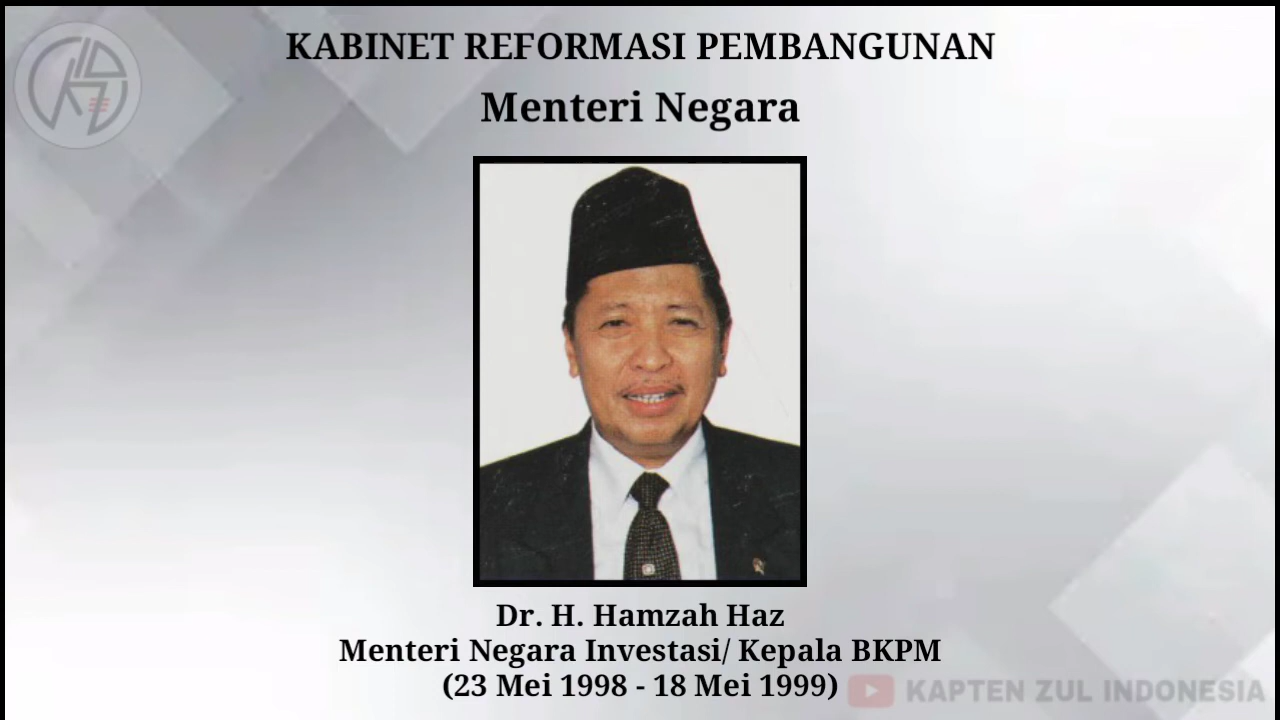 KABINET REFORMASI PEMBANGUNAN
Menteri Negara
Dr. H. Hamzah Haz
Menteri Negara Investasi/ Kepala BKPM
(23 Mei 1998 - 18 Mei 1999)
KAPTEN ZUL INDONESIA